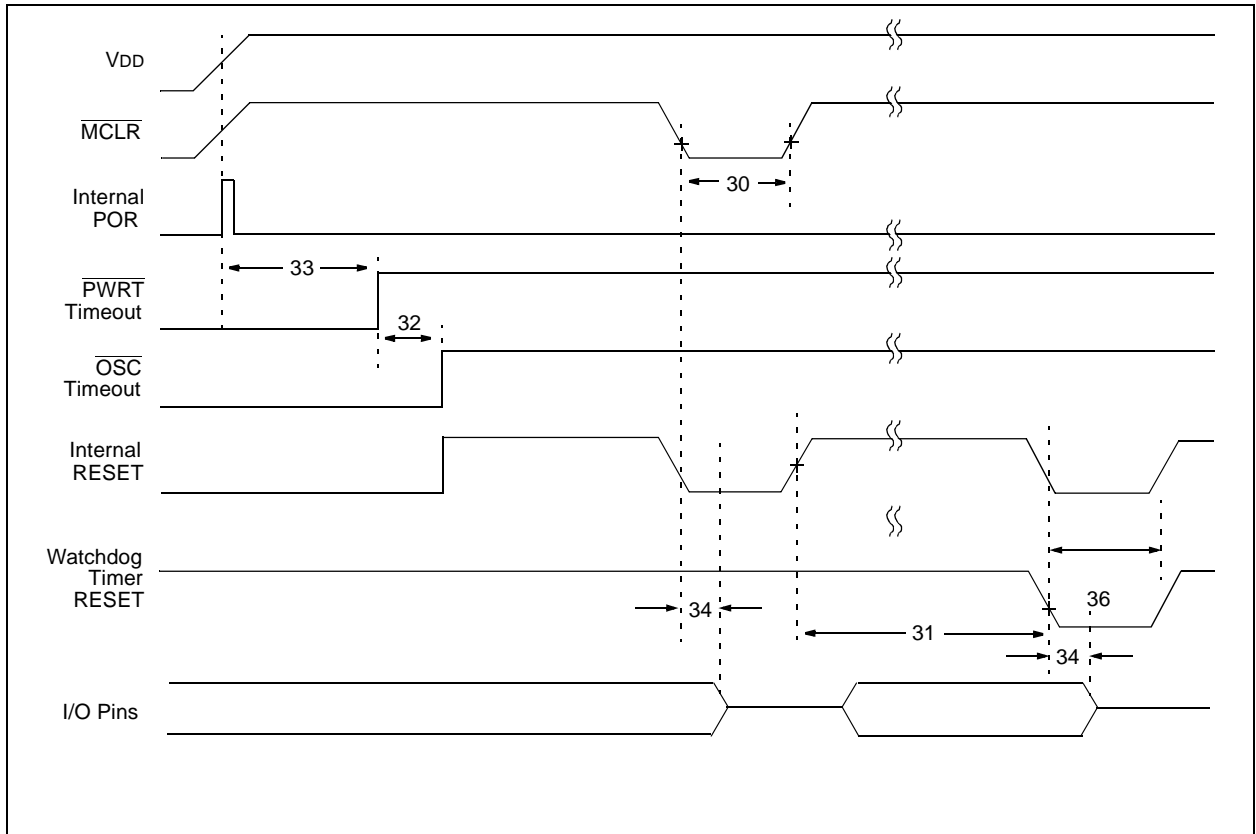 VDD
MCLR
30
Internal
POR
33
PWRT
Timeout
32
OSC
Timeout
Internal
RESET
Watchdog
Timer
RESET
34
31
36
34
I/O Pins